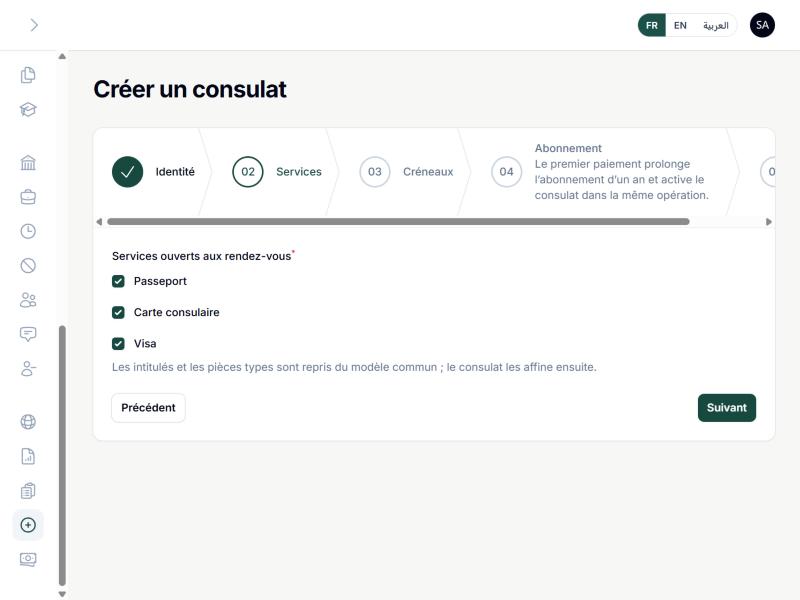 FR
EN
العربية
SA
Créer un consulat
Identité
02
Services
03
Créneaux
04
Abonnement
Le premier paiement prolonge
l’abonnement d’un an et active le
consulat dans la même opération.
Services ouverts aux rendez-vous*
Passeport
Carte consulaire
Visa
Les intitulés et les pièces types sont repris du modèle commun ; le consulat les affine ensuite.
Précédent
Suivant